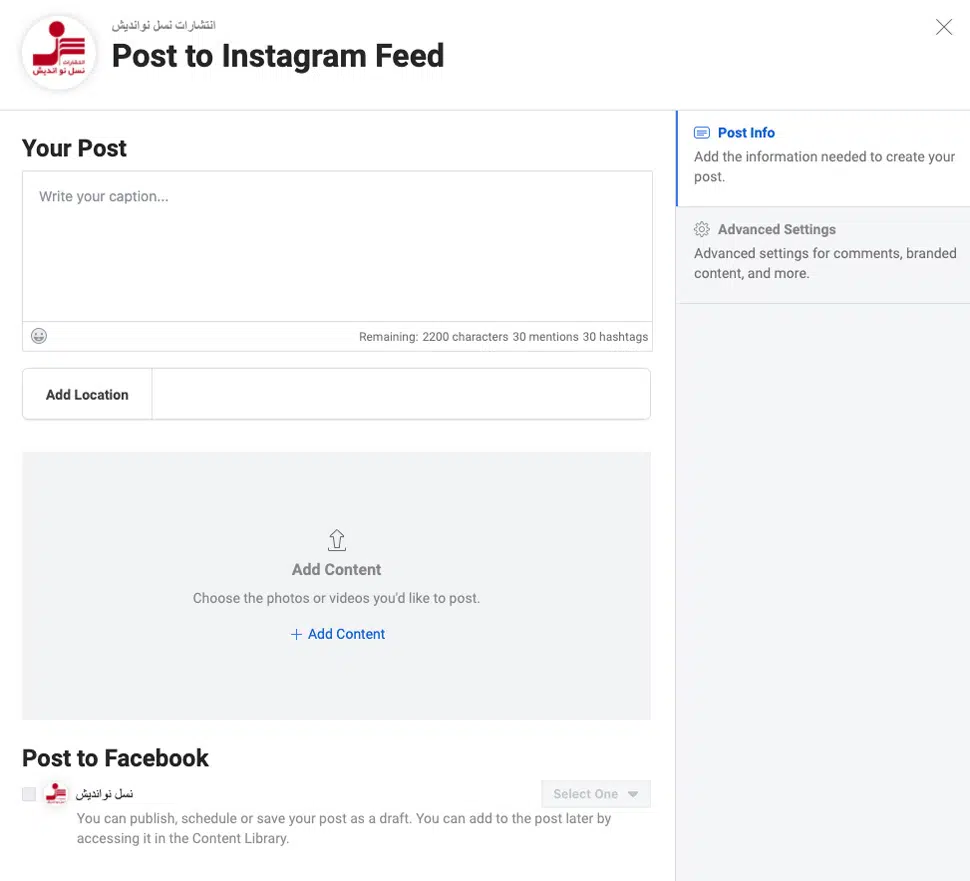 انتشارات نسل نواندیش
Post to Instagram Feed
انتشارات
نسل نو اندیش
Your Post
Write your caption...
Remaining: 2200 characters 30 mentions 30 hashtags
Add Location
Add Content
Choose the photos or videos you'd like to post.
+ Add Content
Post to Facebook
نسل نواندیش
Select One
You can publish, schedule or save your post as a draft. You can add to the post later by
accessing it in the Content Library.
Post Info
Add the information needed to create your
post.
Advanced Settings
Advanced settings for comments, branded
content, and more.